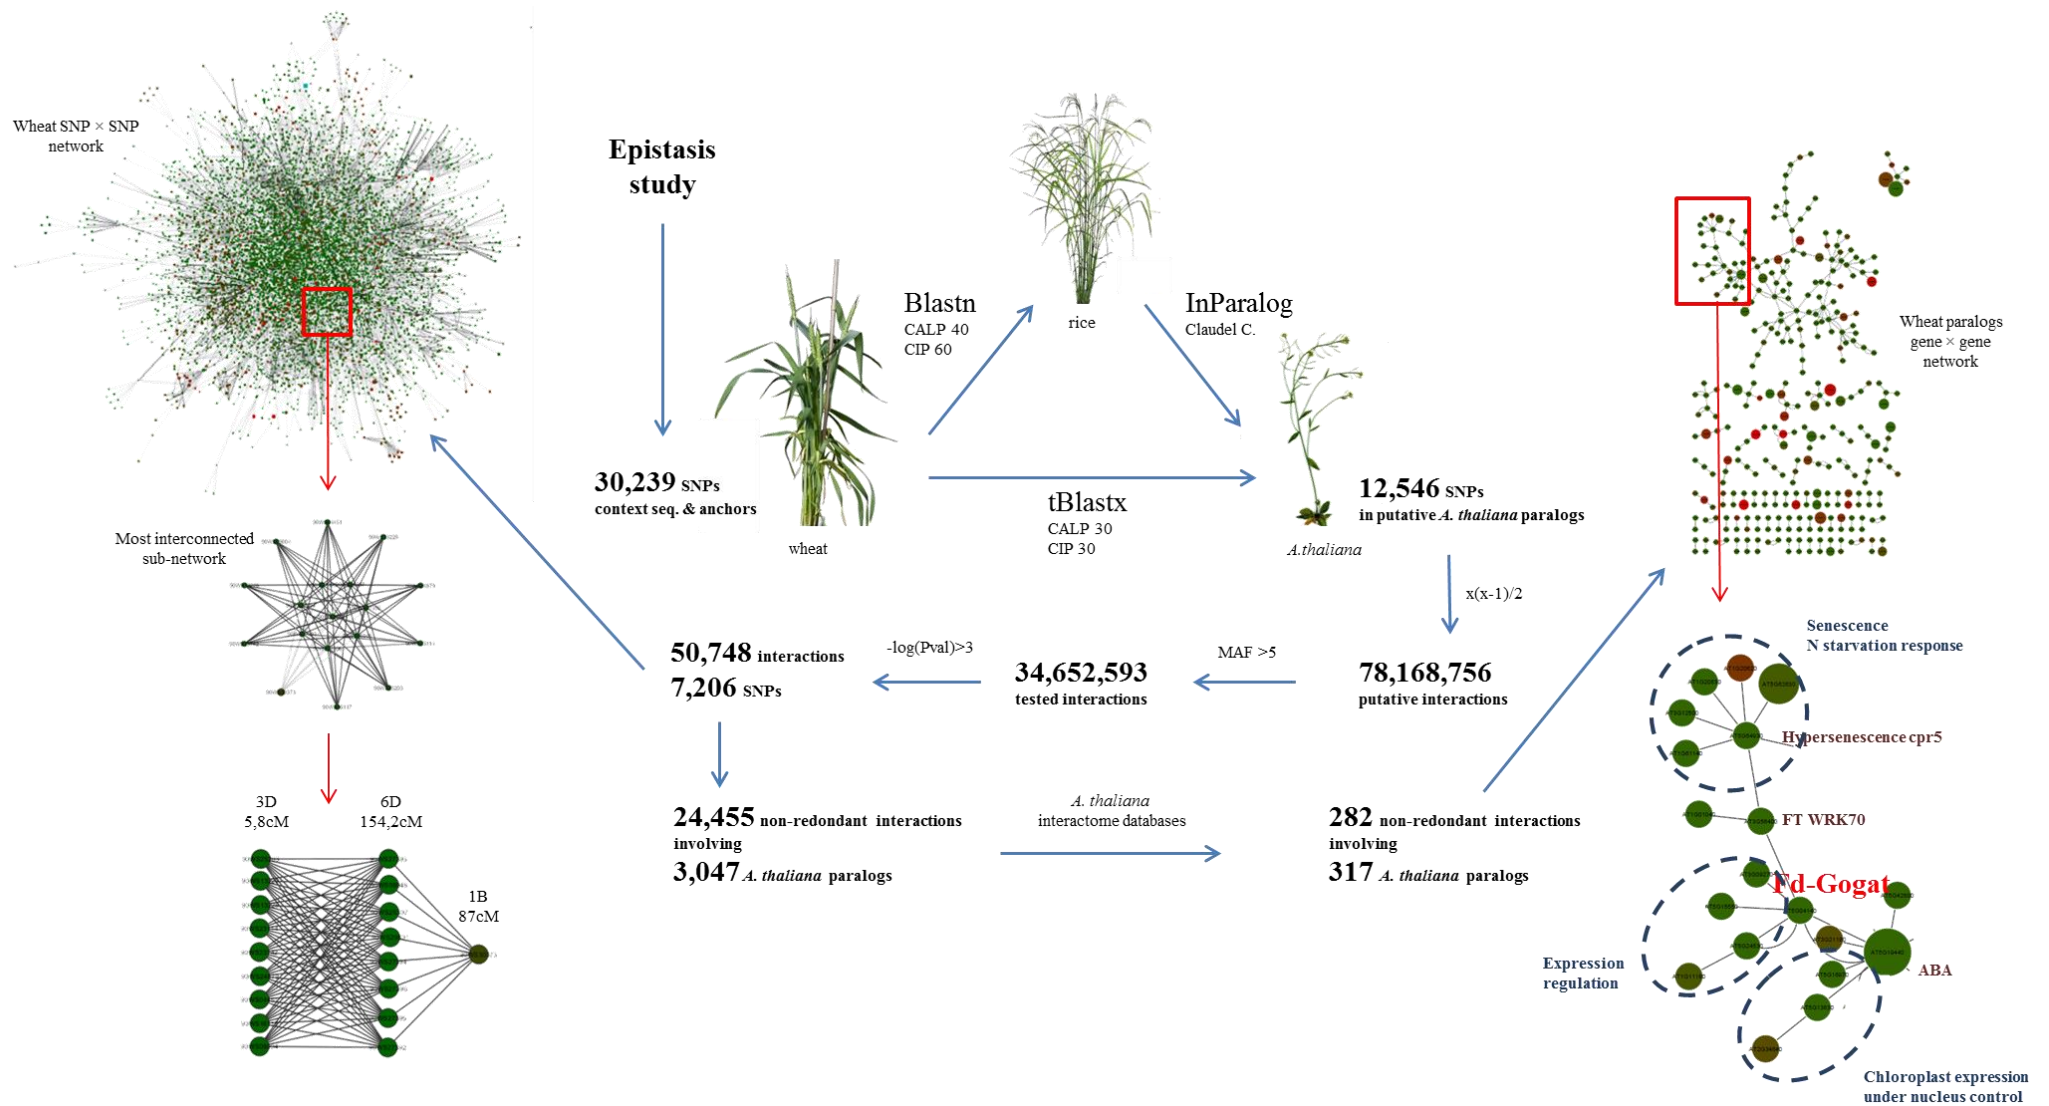 Wheat SNP × SNP
network
Epistasis
study
Blastn
CALP 40
CIP 60
rice
InParalog
Claudel C.
Wheat paralogs
gene × gene
network
30,239 SNPs
context seq. & anchors
wheat
tBlastx
CALP 30
CIP 30
A.thaliana
12,546 SNPs
in putative A. thaliana paralogs
Most interconnected
sub-network
x(x-1)/2
50,748 interactions
7,206 SNPs
-log(Pval)>3
34,652,593
tested interactions
MAF >5
78,168,756
putative interactions
Senescence
N starvation response
Hypersenescence cpr5
3D
5,8cM
6D
154,2cM
1B
87cM
24,455 non-redondant interactions
involving
3,047 A. thaliana paralogs
A. thaliana
interactome databases
282 non-redondant interactions
involving
317 A. thaliana paralogs
FT WRK70
Fd-Gogat
ABA
Expression
regulation
Chloroplast expression
under nucleus control